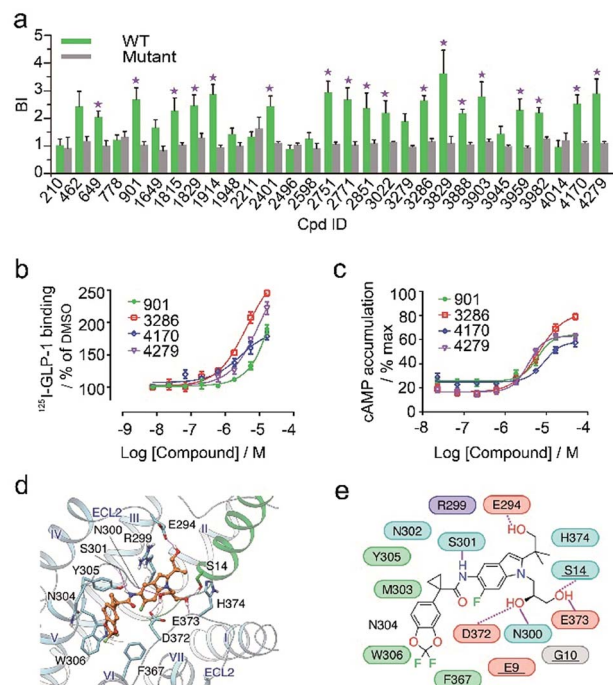 a
WT
Mutant
BI
5
4
3
2
1
0
210 462 649 778 901 1649 1815 1829 1914 1948 2211 2401 2496 2598 2751 2771 2851 3022 3279 3286 3829 3888 3903 3945 3959 3982 4014 4170 4279
Cpd ID
b
¹²⁵I-GLP-1 binding
/ % of DMSO
250
200
150
100
901
3286
4170
4279
-9 -8 -7 -6 -5 -4
Log [Compound] / M
c
cAMP accumulation
/ % max
100
80
60
40
20
0
901
3286
4170
4279
-8 -6 -4
Log [Compound] / M
d
ECL2
III
E294
II
IV
N300
R299
S301
S14
Y305
N304
H374
V
E373
I
D372
W306
VI
F367
VII
ECL2
e
R299
E294
HO
N302
S301
H374
Y305
H
N
S14
M303
O
F
N
OH
OH
N304
O
O
D372
N300
E373
W306
F
F
F367
E9
G10